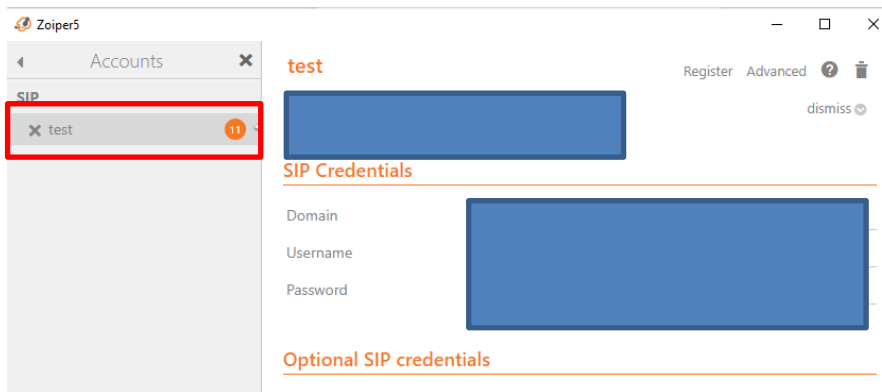 Zoiper5
Accounts
SIP
test
11
test
Register Advanced
dismiss
SIP Credentials
Domain
Username
Password
Optional SIP credentials